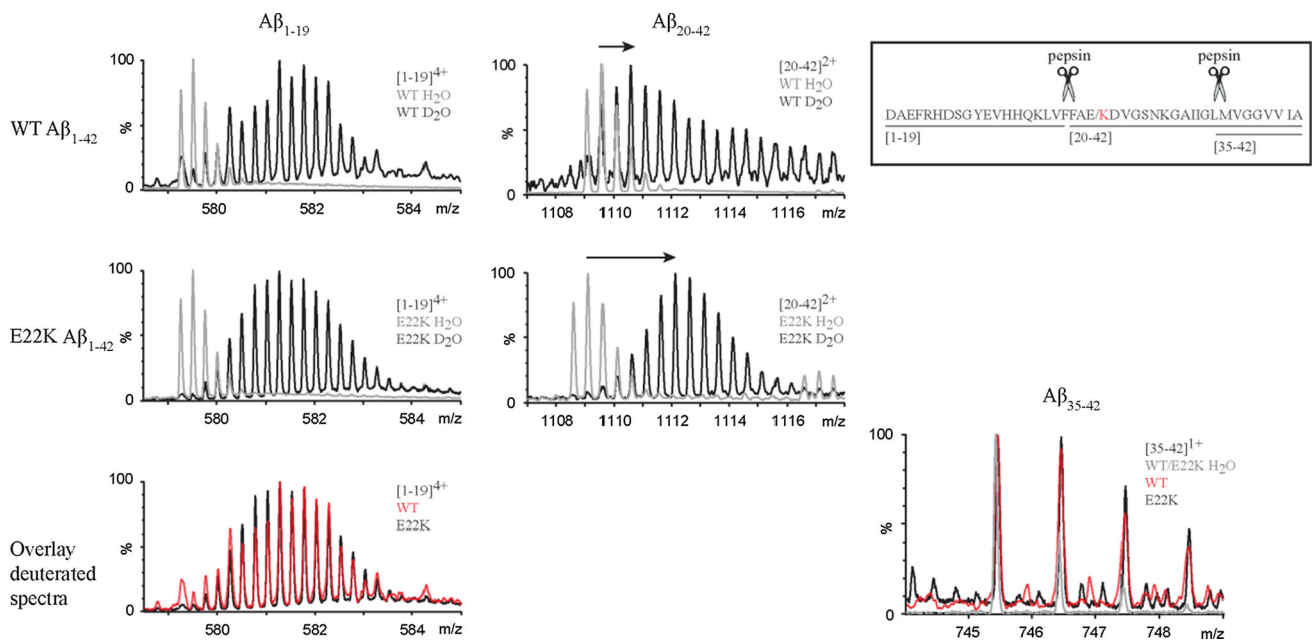 Aβ1-19
Aβ20-42
WT Aβ1-42
100
%
0
580
582
584
m/z
[1-19]4+
WT H2O
WT D2O
100
%
0
1108
1110
1112
1114
1116
m/z
[20-42]2+
WT H2O
WT D2O
pepsin
pepsin
DAEFRHDSGYEVHHQKLVFFAE/KDVGSNKGAIIGLMVGGVVIA
[1-19]
[20-42]
[35-42]
E22K Aβ1-42
100
%
0
580
582
584
m/z
[1-19]4+
E22K H2O
E22K D2O
100
%
0
1108
1110
1112
1114
1116
m/z
[20-42]2+
E22K H2O
E22K D2O
Overlay
deuterated
spectra
100
%
0
580
582
584
m/z
[1-19]4+
WT
E22K
Aβ35-42
100
%
0
745
746
747
748
m/z
[35-42]1+
WT/E22K H2O
WT
E22K